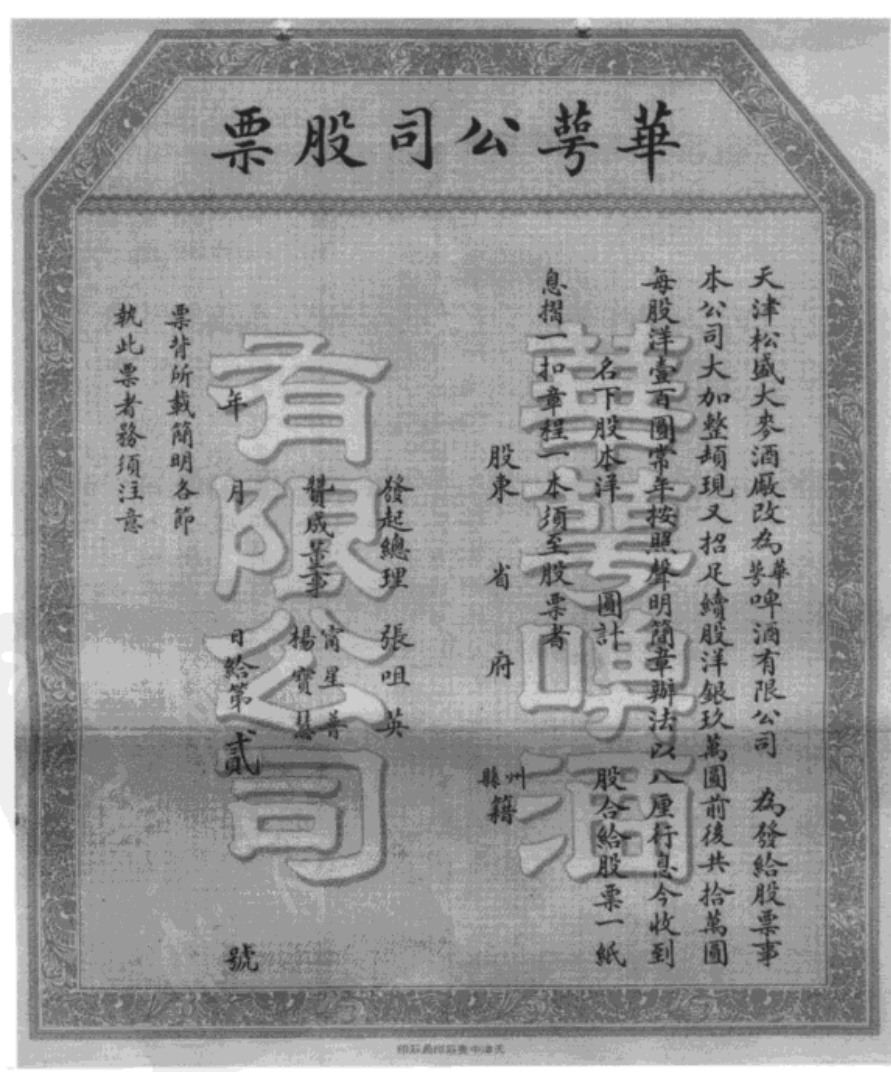 華萼公司股票
天津松盛大麥酒廠改為華萼啤酒有限公司 為發給股票事
本公司大加整頓現又招足續股洋銀玖萬圓前後共拾萬圓
每股洋壹百圓常年按照聲明簡章辦法以八厘行息今收到
名下股本洋 圓計 股合給股票一紙
息摺一扣章程一本須至股票者
股東 省 府 州縣籍
發起總理 張咀英
贊成董事 甯星普 楊寶慧
年 月 日給第貳 號
票背所載簡明各節
執此票者務須注意
華萼啤酒
有限公司